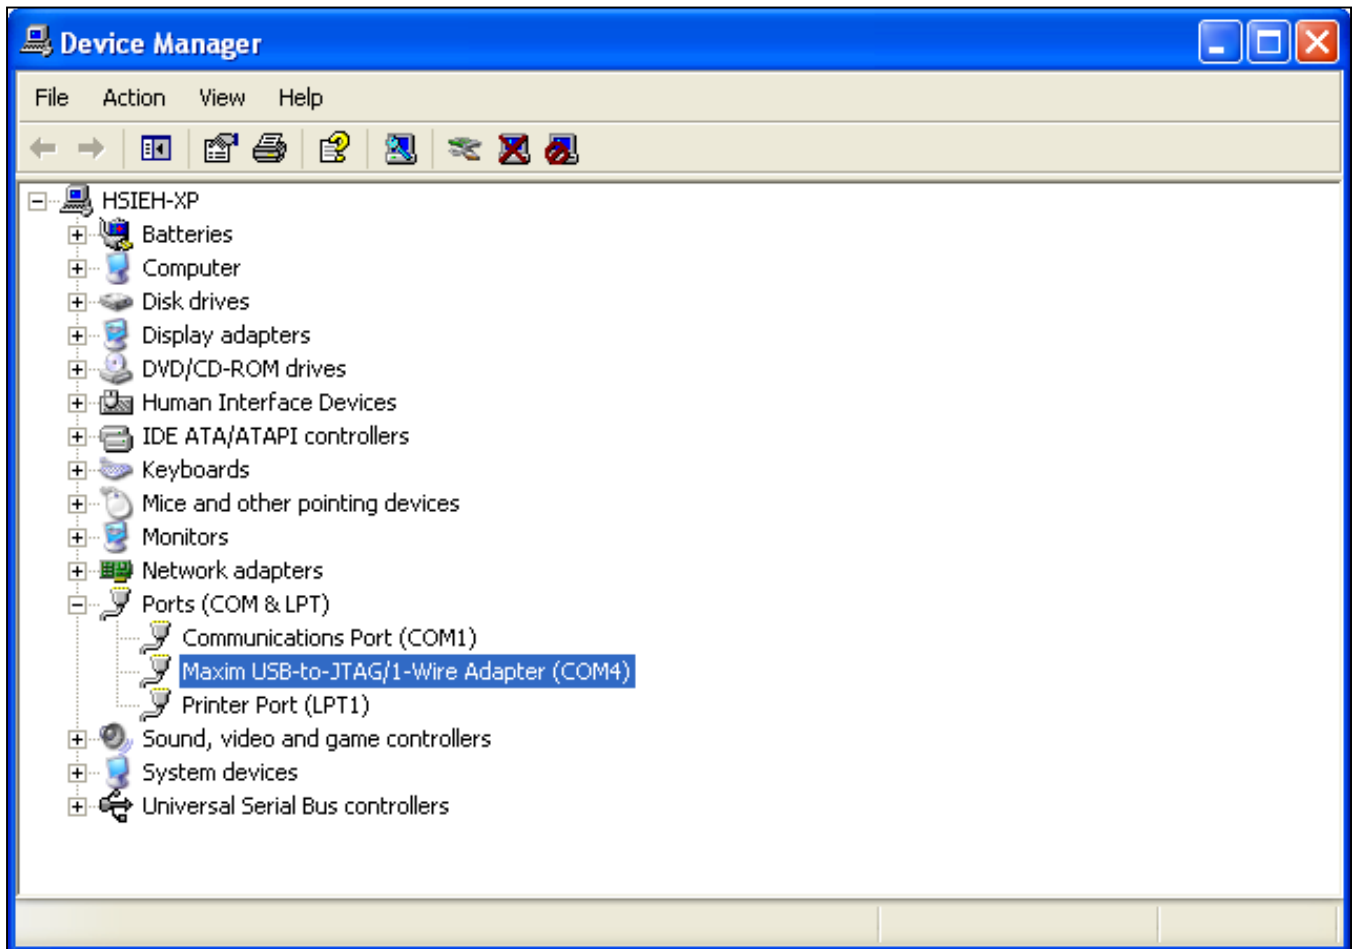 Device Manager
File Action View Help
HSIEH-XP
Batteries
Computer
Disk drives
Display adapters
DVD/CD-ROM drives
Human Interface Devices
IDE ATA/ATAPI controllers
Keyboards
Mice and other pointing devices
Monitors
Network adapters
Ports (COM & LPT)
Communications Port (COM1)
Maxim USB-to-JTAG/1-Wire Adapter (COM4)
Printer Port (LPT1)
Sound, video and game controllers
System devices
Universal Serial Bus controllers